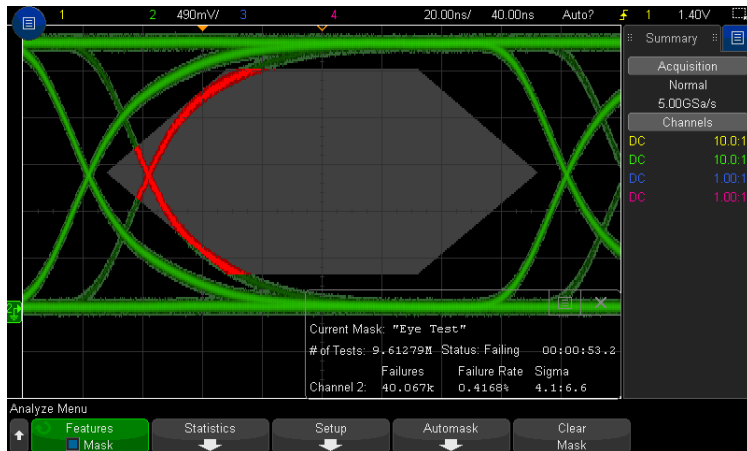 1 2 490mV/ 3 4 20.00ns/ 40.00ns Auto? 1 1.40V
Summary
Acquisition
Normal
5.00GSa/s
Channels
DC 10.0:1
DC 10.0:1
DC 1.00:1
DC 1.00:1
Current Mask: "Eye Test"
# of Tests: 9.61279M Status: Failing 00:00:53.2
Failures Failure Rate Sigma
Channel 2: 40.067k 0.4168% 4.1:6.6
Analyze Menu
Features Statistics Setup Automask Clear
Mask Mask